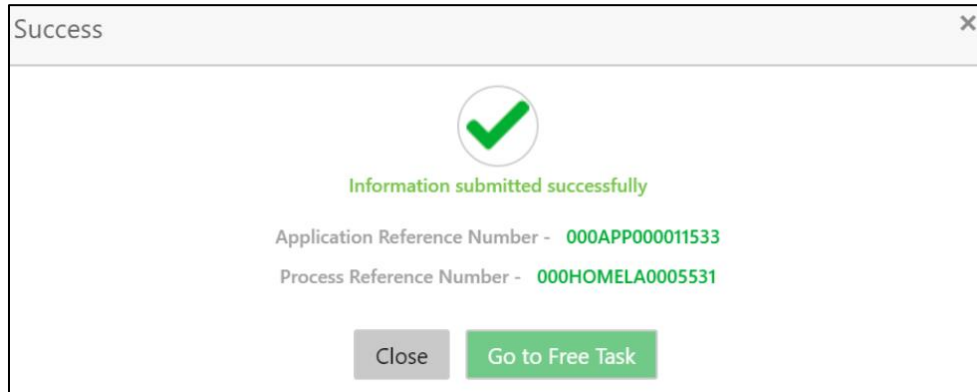 Success
Information submitted successfully
Application Reference Number - 000APP000011533
Process Reference Number - 000HOMELA0005531
Close Go to Free Task